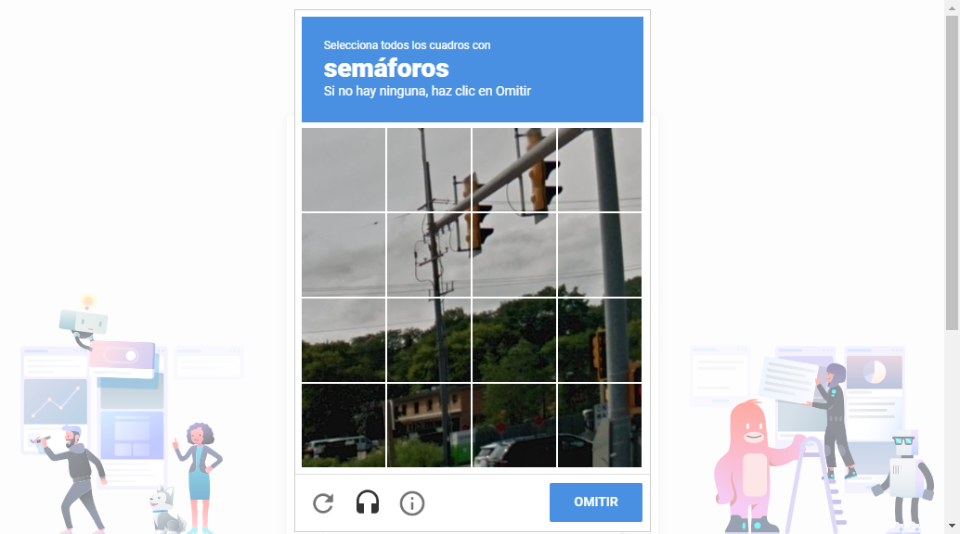 Selecciona todos los cuadros con
semáforos
Si no hay ninguna, haz clic en Omitir
OMITIR